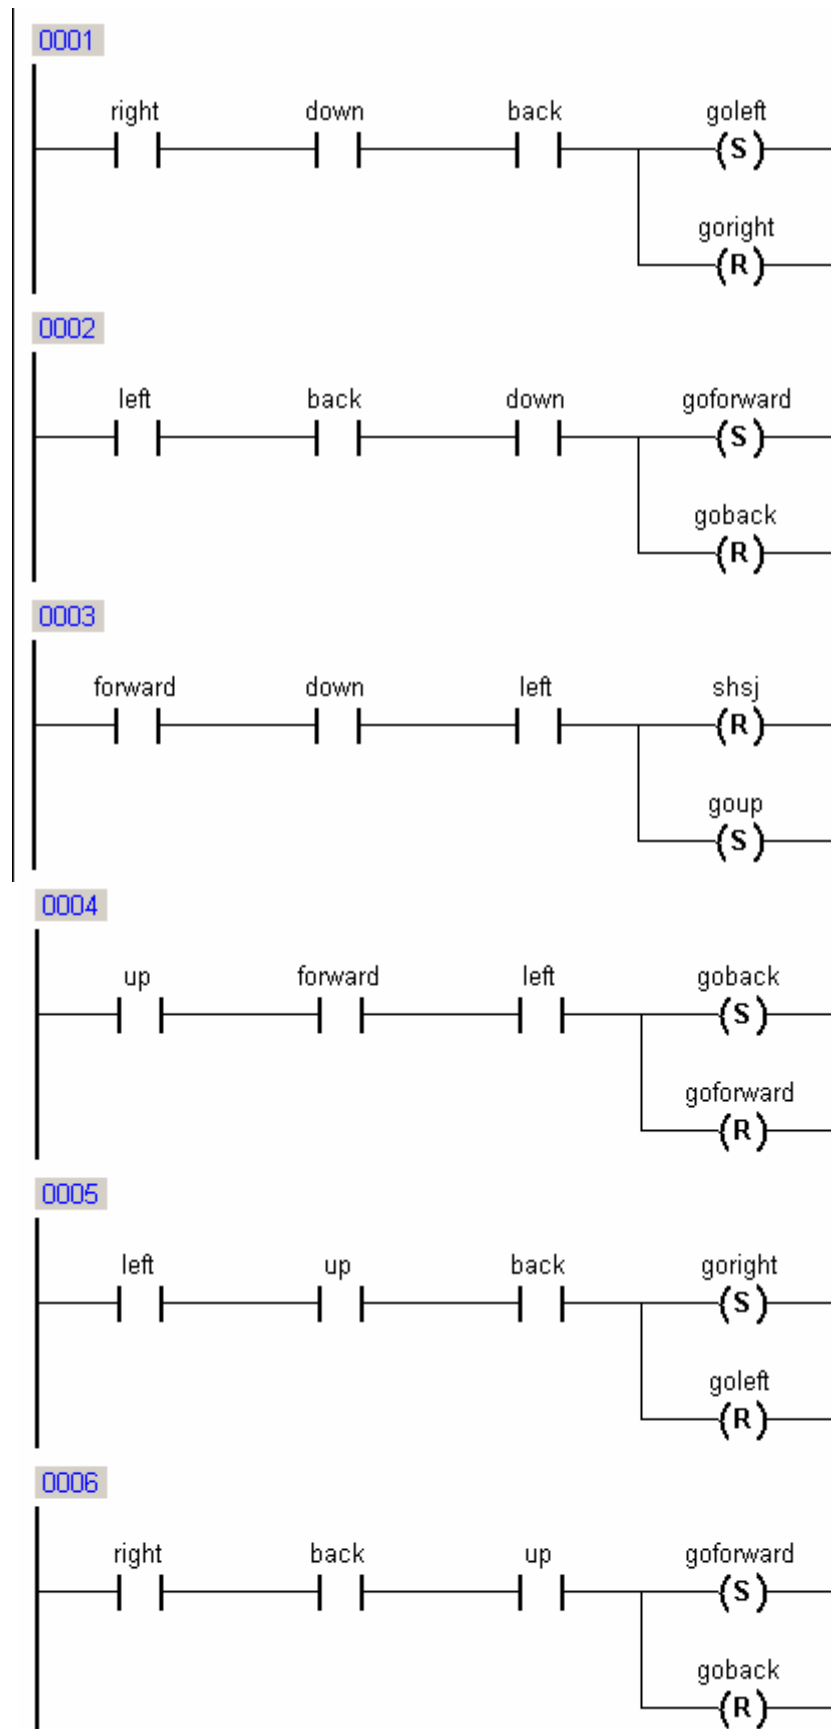 0001
right down back goleft
(S)
goright
(R)
0002
left back down goforward
(S)
goback
(R)
0003
forward down left shsj
(R)
goup
(S)
0004
up forward left goback
(S)
goforward
(R)
0005
left up back goright
(S)
goleft
(R)
0006
right back up goforward
(S)
goback
(R)